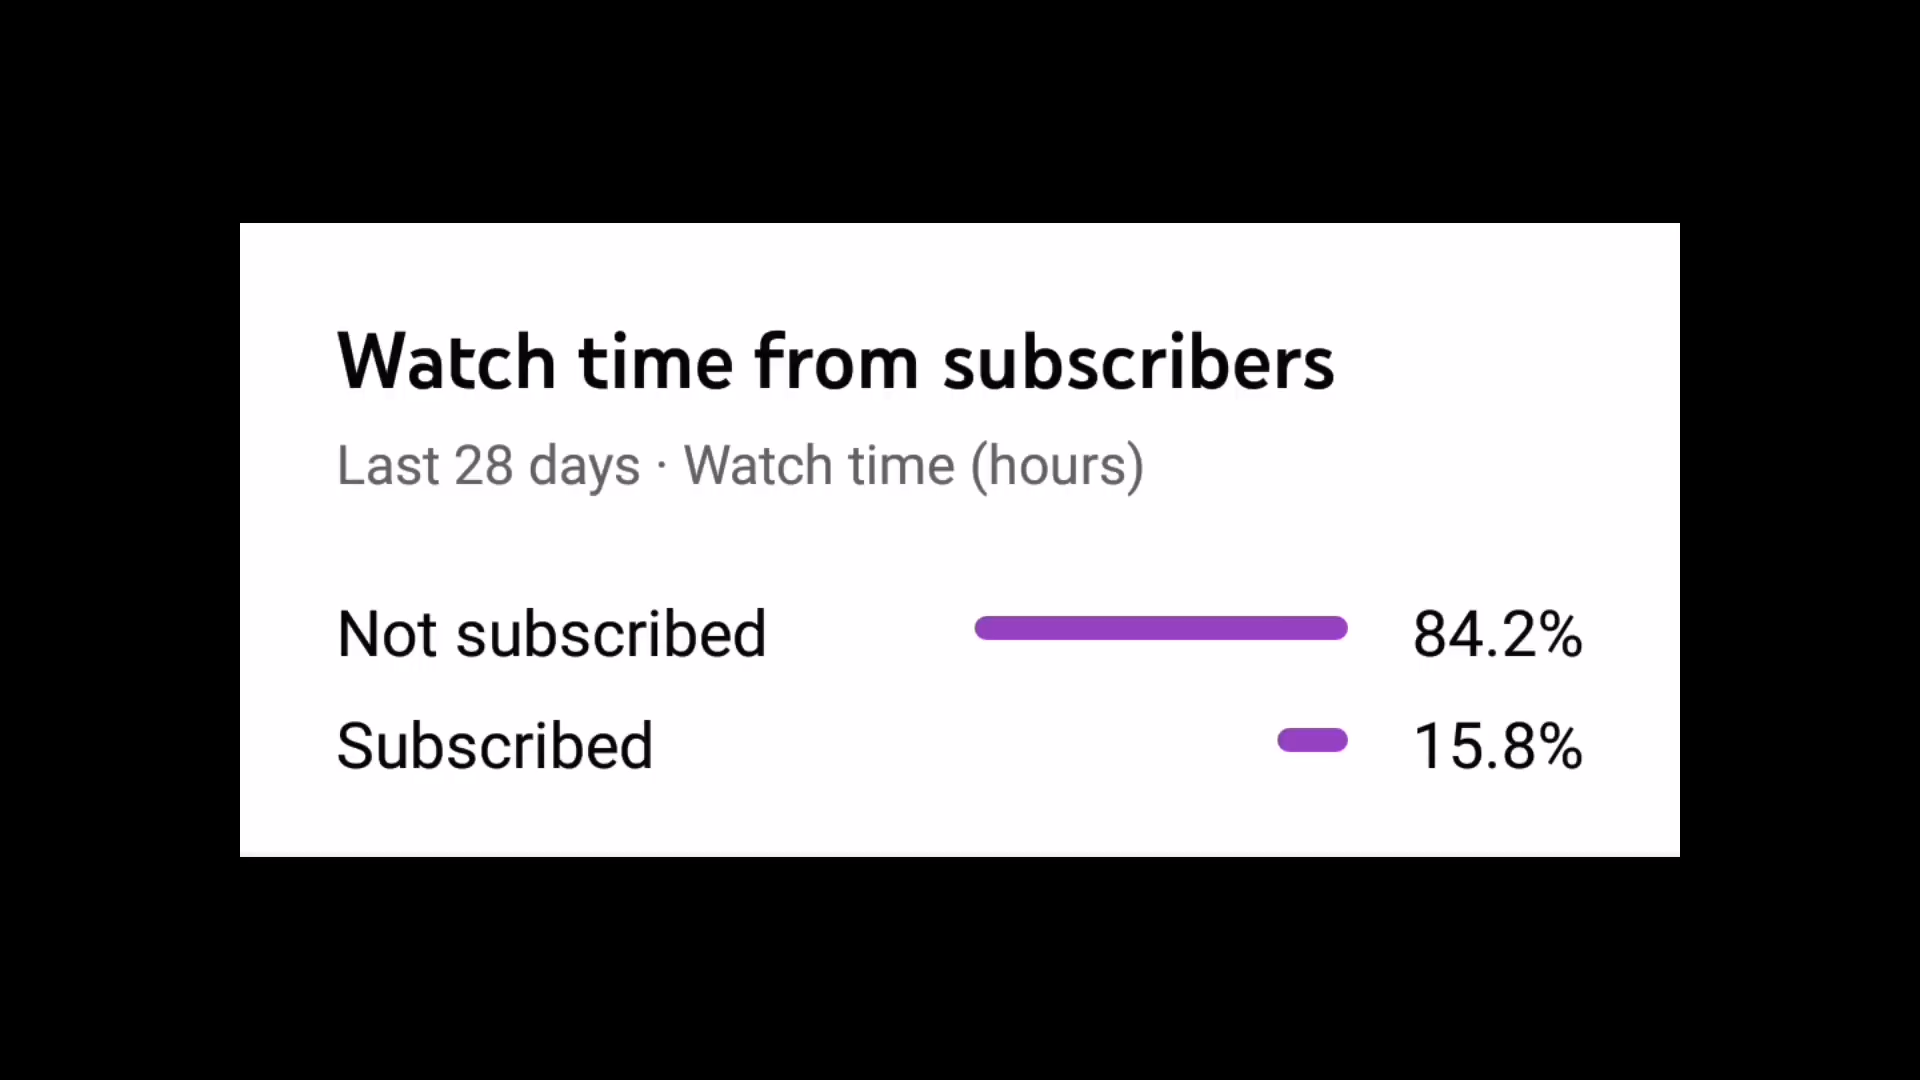 Watch time from subscribers
Last 28 days · Watch time (hours)
Not subscribed 84.2%
Subscribed 15.8%